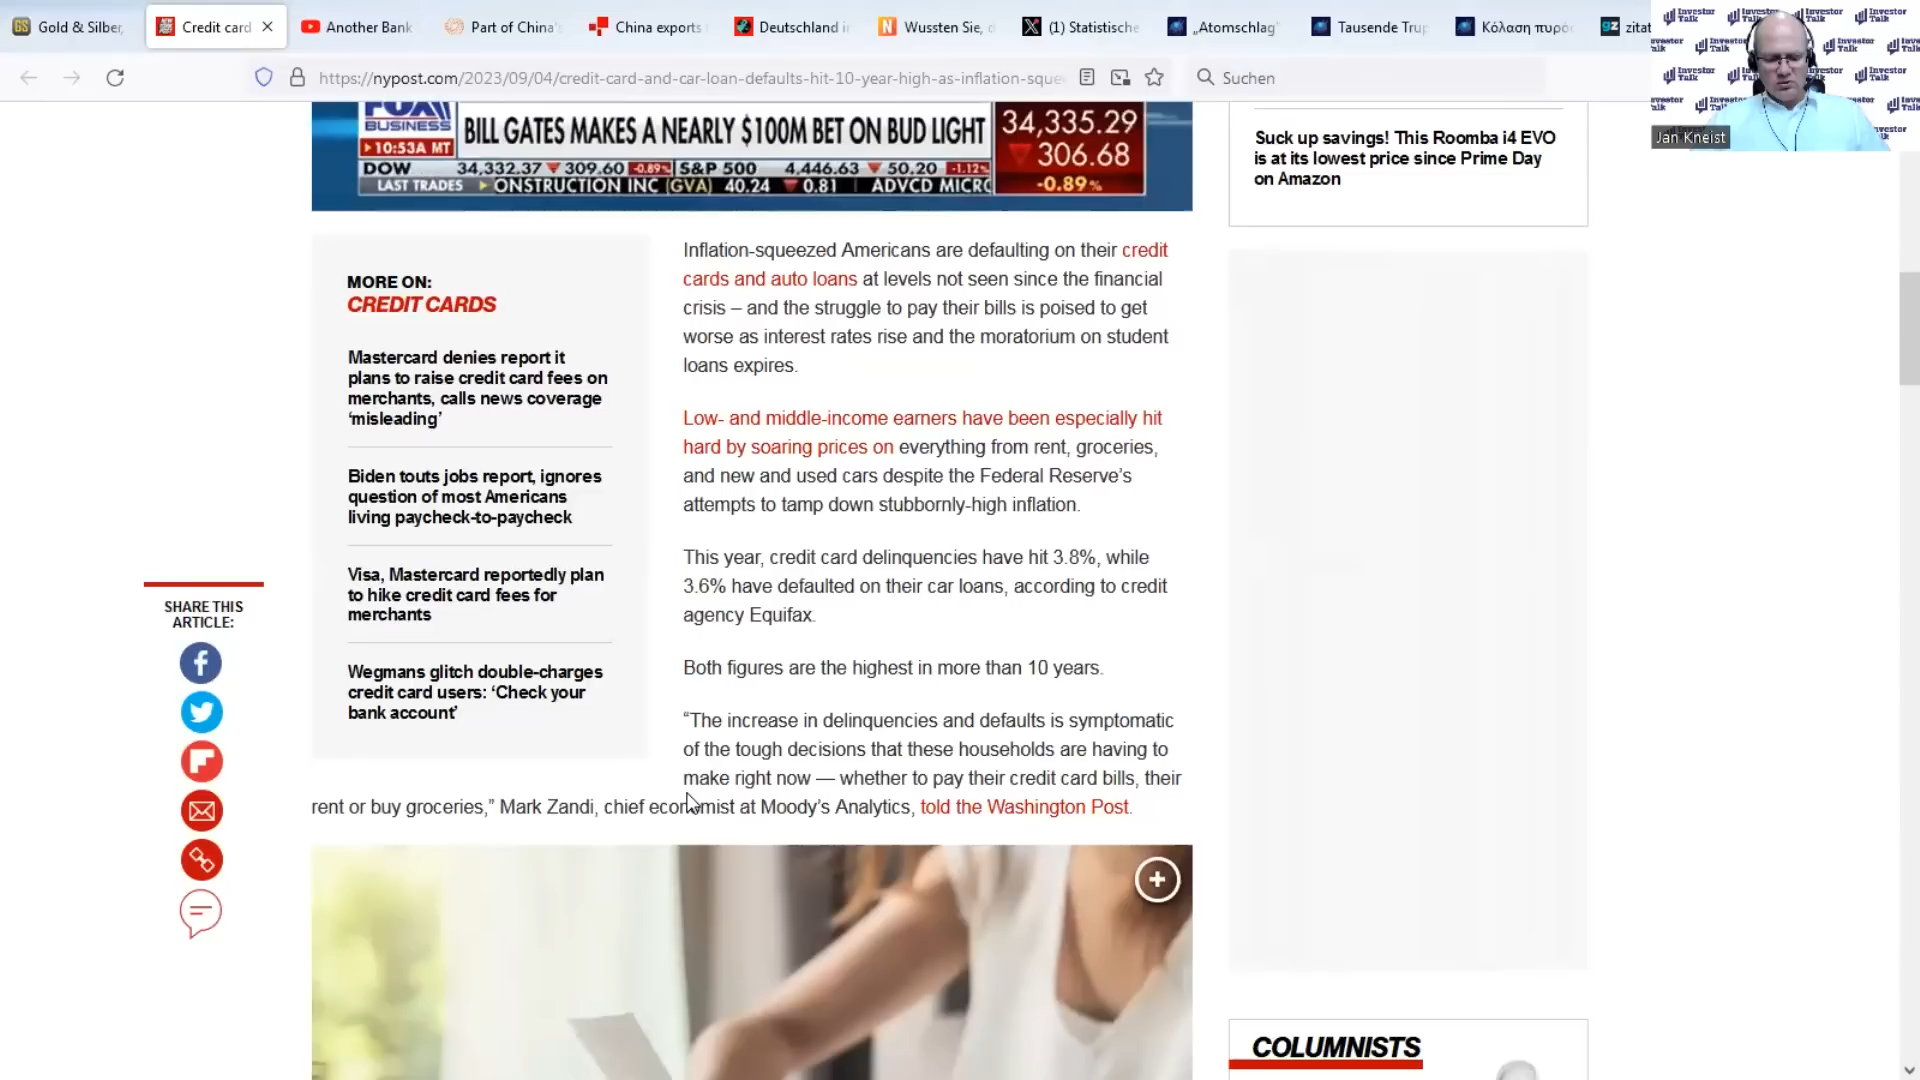 Gold & Silber,
Credit card
Another Bank
Part of China's
China exports
Deutschland in
Wussten Sie, d
(1) Statistische
„Atomschlag"
Tausende Trup
Κόλαση πυρός
zitat
https://nypost.com/2023/09/04/credit-card-and-car-loan-defaults-hit-10-year-high-as-inflation-sque
Suchen
Investor Talk
Jan Kneist
FOX
BUSINESS
10:53A MT
BILL GATES MAKES A NEARLY $100M BET ON BUD LIGHT
34,335.29
306.68
-0.89%
DOW 34,332.37 309.60 -0.89% S&P 500 4,446.63 50.20 -1.12%
LAST TRADES ONSTRUCTION INC (GVA) 40.24 0.81 ADVCD MICRO
Suck up savings! This Roomba i4 EVO
is at its lowest price since Prime Day
on Amazon
MORE ON:
CREDIT CARDS
Mastercard denies report it
plans to raise credit card fees on
merchants, calls news coverage
‘misleading’
Biden touts jobs report, ignores
question of most Americans
living paycheck-to-paycheck
Visa, Mastercard reportedly plan
to hike credit card fees for
merchants
Wegmans glitch double-charges
credit card users: ‘Check your
bank account’
SHARE THIS
ARTICLE:
Inflation-squeezed Americans are defaulting on their credit
cards and auto loans at levels not seen since the financial
crisis – and the struggle to pay their bills is poised to get
worse as interest rates rise and the moratorium on student
loans expires.
Low- and middle-income earners have been especially hit
hard by soaring prices on everything from rent, groceries,
and new and used cars despite the Federal Reserve’s
attempts to tamp down stubbornly-high inflation.
This year, credit card delinquencies have hit 3.8%, while
3.6% have defaulted on their car loans, according to credit
agency Equifax.
Both figures are the highest in more than 10 years.
“The increase in delinquencies and defaults is symptomatic
of the tough decisions that these households are having to
make right now — whether to pay their credit card bills, their
rent or buy groceries,” Mark Zandi, chief economist at Moody’s Analytics, told the Washington Post.
COLUMNISTS